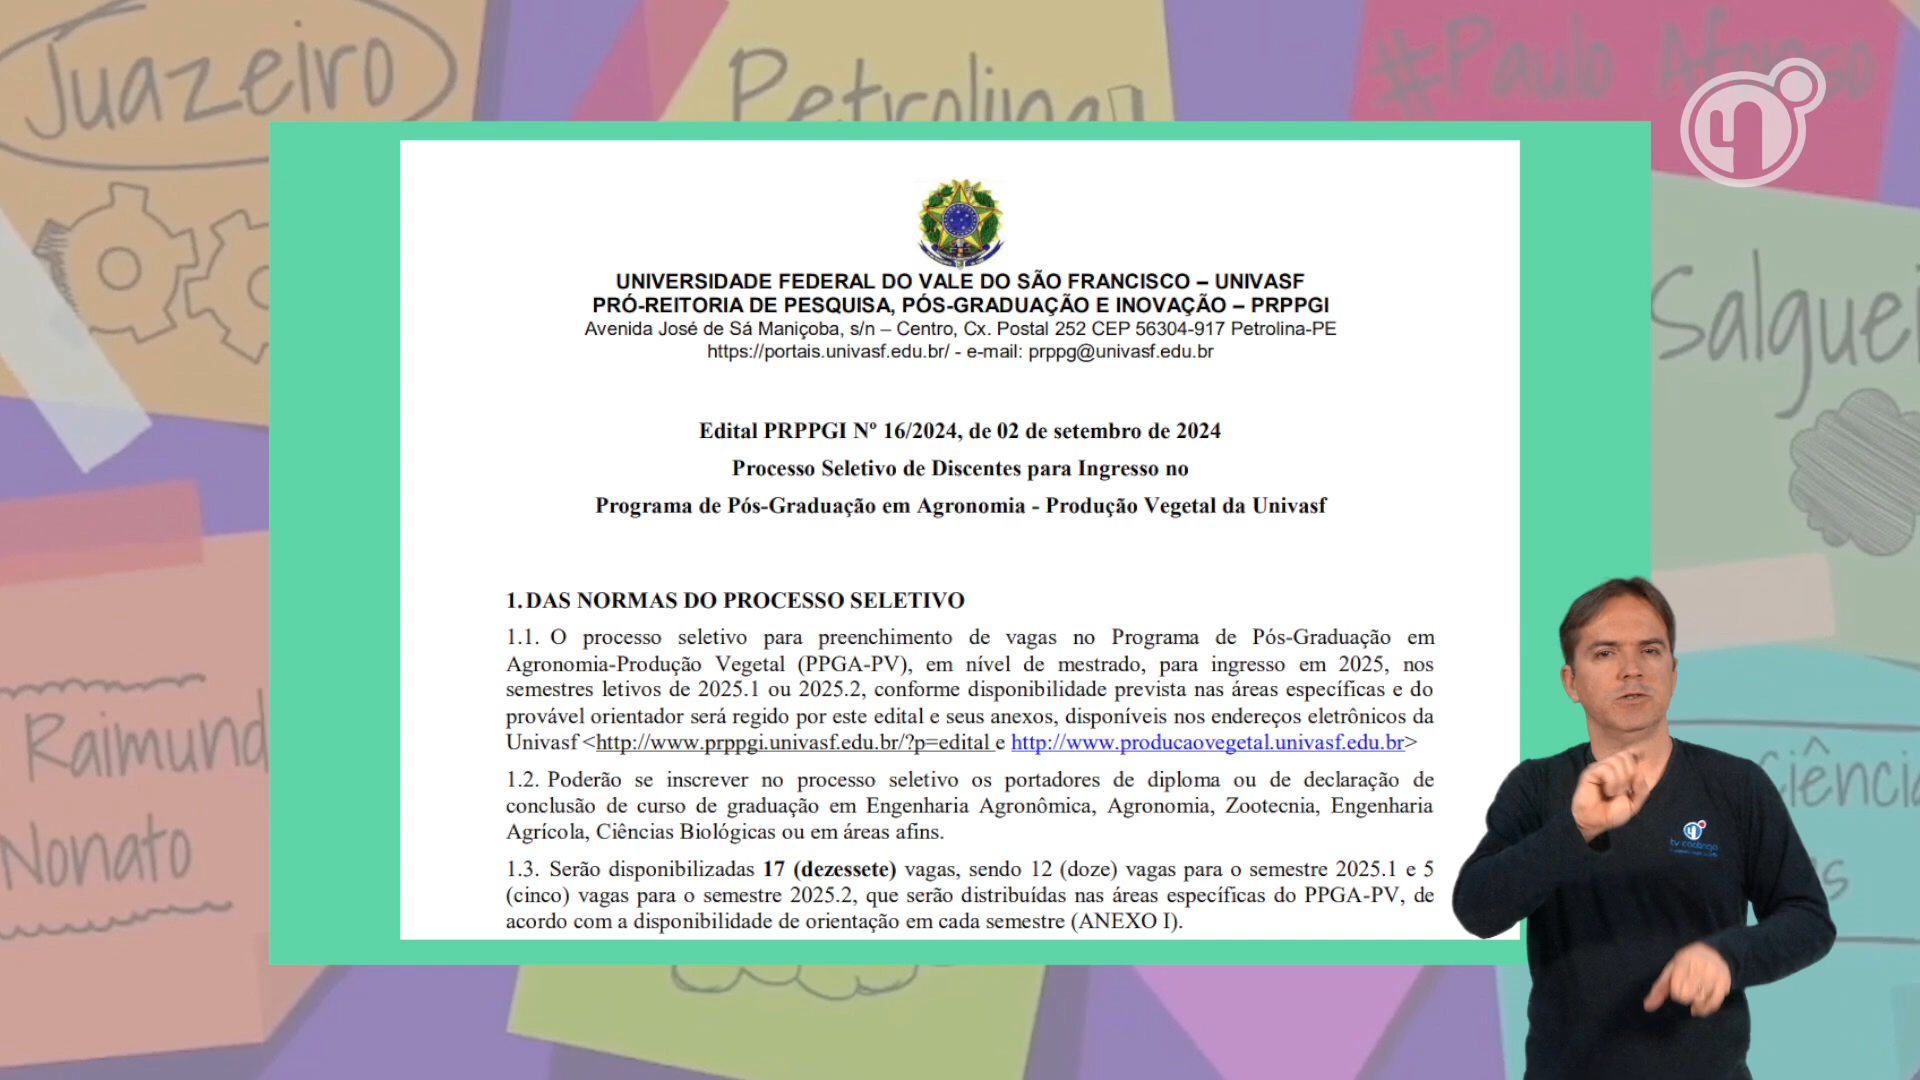 Juazeiro
Petrolina
#Paulo Afonso
UNIVERSIDADE FEDERAL DO VALE DO SÃO FRANCISCO – UNIVASF
PRÓ-REITORIA DE PESQUISA, PÓS-GRADUAÇÃO E INOVAÇÃO – PRPPGI
Avenida José de Sá Maniçoba, s/n – Centro, Cx. Postal 252 CEP 56304-917 Petrolina-PE
https://portais.univasf.edu.br/ - e-mail: prppg@univasf.edu.br
Salguei
Edital PRPPGI Nº 16/2024, de 02 de setembro de 2024
Processo Seletivo de Discentes para Ingresso no
Programa de Pós-Graduação em Agronomia - Produção Vegetal da Univasf
1. DAS NORMAS DO PROCESSO SELETIVO
1.1. O processo seletivo para preenchimento de vagas no Programa de Pós-Graduação em
Agronomia-Produção Vegetal (PPGA-PV), em nível de mestrado, para ingresso em 2025, nos
semestres letivos de 2025.1 ou 2025.2, conforme disponibilidade prevista nas áreas específicas e do
provável orientador será regido por este edital e seus anexos, disponíveis nos endereços eletrônicos da
Univasf <http://www.prppgi.univasf.edu.br/?p=edital e http://www.producaovegetal.univasf.edu.br>
1.2. Poderão se inscrever no processo seletivo os portadores de diploma ou de declaração de
conclusão de curso de graduação em Engenharia Agronômica, Agronomia, Zootecnia, Engenharia
Agrícola, Ciências Biológicas ou em áreas afins.
1.3. Serão disponibilizadas 17 (dezessete) vagas, sendo 12 (doze) vagas para o semestre 2025.1 e 5
(cinco) vagas para o semestre 2025.2, que serão distribuídas nas áreas específicas do PPGA-PV, de
acordo com a disponibilidade de orientação em cada semestre (ANEXO I).
Raimund
Nonato
iência
s
tv caatinga